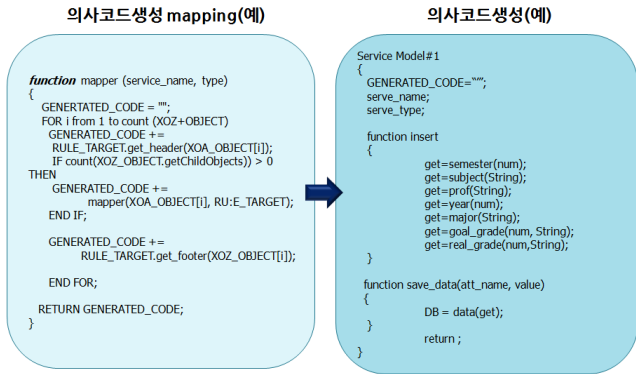 의사코드생성 mapping(예)
function mapper (service_name, type)
{
GENERTATED_CODE = "";
FOR i from 1 to count (XOZ+OBJECT)
GENERATED_CODE +=
RULE_TARGET.get_header(XOA_OBJECT[i]);
IF count(XOZ_OBJECT.getChildObjects)) > 0
THEN
GENERATED_CODE +=
mapper(XOA_OBJECT[i], RU:E_TARGET);
END IF;
GENERATED_CODE +=
RULE_TARGET.get_footer(XOZ_OBJECT[i]);
END FOR;
RETURN GENERATED_CODE;
}
의사코드생성(예)
Service Model#1
{
GENERATED_CODE="“”;
serve_name;
serve_type;
function insert
{
get=semester(num);
get=subject(String);
get=prof(String);
get=year(num);
get=major(String);
get=goal_grade(num, String);
get=real_grade(num,String);
}
function save_data(att_name, value)
{
DB = data(get);
}
return ;
}